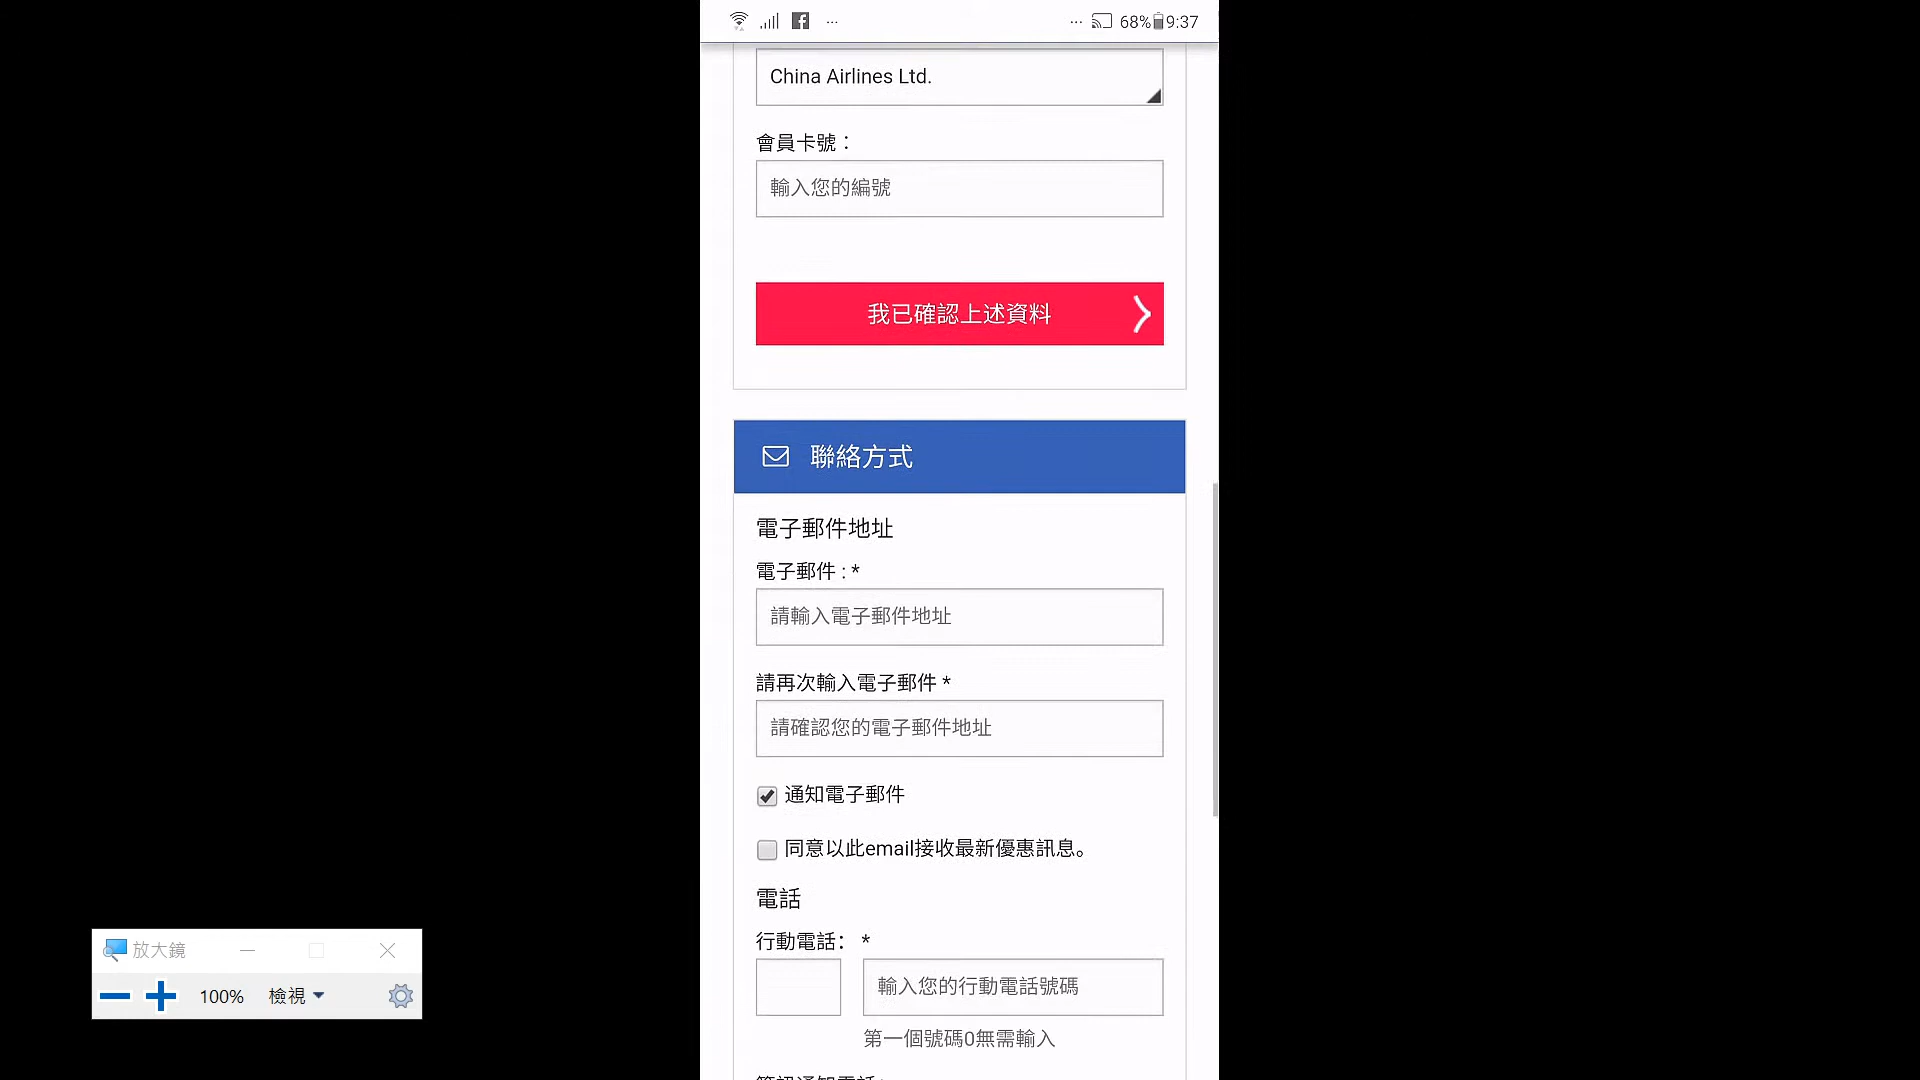 68% 9:37
China Airlines Ltd.
會員卡號：
輸入您的編號
我已確認上述資料
聯絡方式
電子郵件地址
電子郵件 : *
請輸入電子郵件地址
請再次輸入電子郵件 *
請確認您的電子郵件地址
通知電子郵件
同意以此email接收最新優惠訊息。
電話
行動電話： *
輸入您的行動電話號碼
第一個號碼0無需輸入
放大鏡
100% 檢視